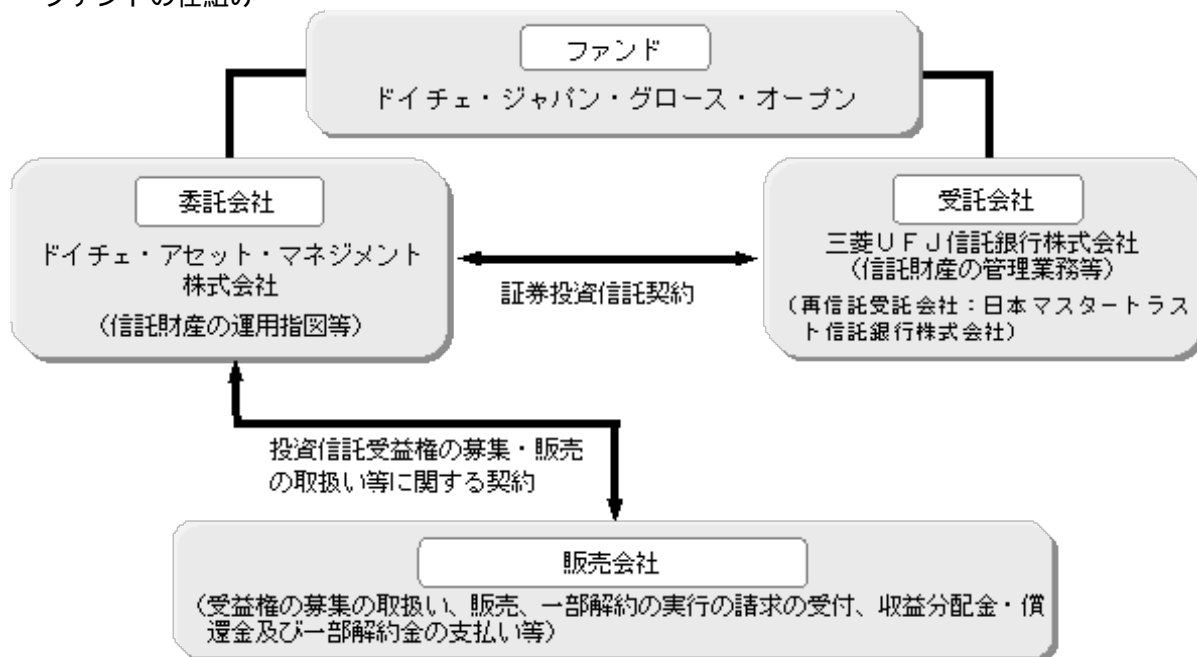 ファンドの仕組み
ファンド
ドイチェ・ジャパン・グロース・オープン
委託会社
ドイチェ・アセット・マネジメント
株式会社
(信託財産の運用指図等)
証券投資信託契約
受託会社
三菱UFJ信託銀行株式会社
(信託財産の管理業務等)
(再信託受託会社：日本マスタートラス
ト信託銀行株式会社)
投資信託受益権の募集・販売
の取扱い等に関する契約
販売会社
(受益権の募集の取扱い、販売、一部解約の実行の請求の受付、収益分配金・償
還金及び一部解約金の支払い等)